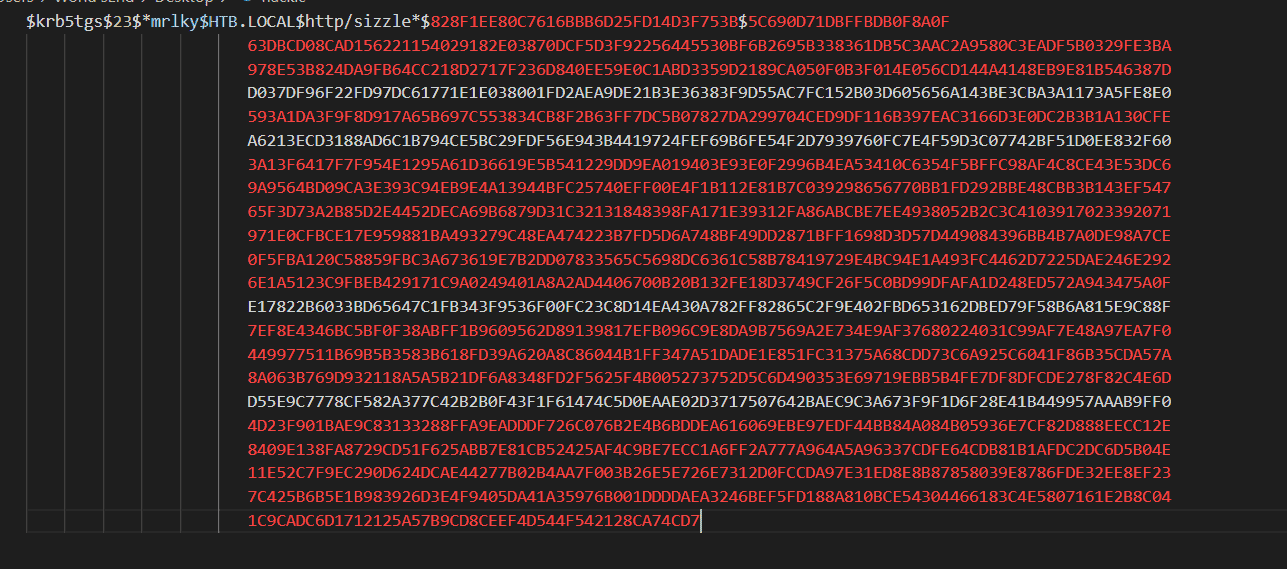 $krb5tgs$23$*mrlky$HTB.LOCAL$http/sizzle*$828F1EE80C7616BBB6D25FD14D3F753B$5C690D71DBFFBDB0F8A0F
63DBCD08CAD156221154029182E03870DCF5D3F92256445530BF6B2695B338361DB5C3AAC2A9580C3EADF5B0329FE3BA
978E53B824DA9FB64CC218D2717F236D840EE59E0C1ABD3359D2189CA050F0B3F014E056CD144A4148EB9E81B546387D
D037DF96F22FD97DC61771E1E038001FD2AEA9DE21B3E36383F9D55AC7FC152B03D605656A143BE3CBA3A1173A5FE8E0
593A1DA3F9F8D917A65B697C553834CB8F2B63FF7DC5B07827DA299704CED9DF116B397EAC3166D3E0DC2B3B1A130CFE
A6213ECD3188AD6C1B794CE5BC29FDF56E943B4419724FEF69B6FE54F2D7939760FC7E4F59D3C07742BF51D0EE832F60
3A13F6417F7F954E1295A61D36619E5B541229DD9EA019403E93E0F2996B4EA53410C6354F5BFFC98AF4C8CE43E53DC6
9A9564BD09CA3E393C94EB9E4A13944BFC25740EFF00E4F1B112E81B7C039298656770BB1FD292BBE48CBB3B143EF547
65F3D73A2B85D2E4452DECA69B6879D31C32131848398FA171E39312FA86ABCBE7EE4938052B2C3C4103917023392071
971E0CFBCE17E959881BA493279C48EA474223B7FD5D6A748BF49DD2871BFF1698D3D57D449084396BB4B7A0DE98A7CE
0F5FBA120C58859FBC3A673619E7B2DD07833565C5698DC6361C58B78419729E4BC94E1A493FC4462D7225DAE246E292
6E1A5123C9FBEB429171C9A0249401A8A2AD4406700B20B132FE18D3749CF26F5C0BD99DFAFA1D248ED572A943475A0F
E17822B6033BD65647C1FB343F9536F00FC23C8D14EA430A782FF82865C2F9E402FBD653162DBED79F58B6A815E9C88F
7EF8E4346BC5BF0F38ABFF1B9609562D89139817EFB096C9E8DA9B7569A2E734E9AF37680224031C99AF7E48A97EA7F0
449977511B69B5B3583B618FD39A620A8C86044B1FF347A51DADE1E851FC31375A68CDD73C6A925C6041F86B35CDA57A
8A063B769D932118A5A5B21DF6A8348FD2F5625F4B005273752D5C6D490353E69719EBB5B4FE7DF8DFCDE278F82C4E6D
D55E9C7778CF582A377C42B2B0F43F1F61474C5D0EAAE02D3717507642BAEC9C3A673F9F1D6F28E41B449957AAAB9FF0
4D23F901BAE9C83133288FFA9EADDDF726C076B2E4B6BDDEA616069EBE97EDF44BB84A084B05936E7CF82D888EECC12E
8409E138FA8729CD51F625ABB7E81CB52425AF4C9BE7ECC1A6FF2A777A964A5A96337CDFE64CDB81B1AFDC2DC6D5B04E
11E52C7F9EC290D624DCAE44277B02B4AA7F003B26E5E726E7312D0FCCDA97E31ED8E8B87858039E8786FDE32EE8EF23
7C425B6B5E1B983926D3E4F9405DA41A35976B001DDDDAEA3246BEF5FD188A810BCE54304466183C4E5807161E2B8C04
1C9CADC6D1712125A57B9CD8CEEF4D544F542128CA74CD7